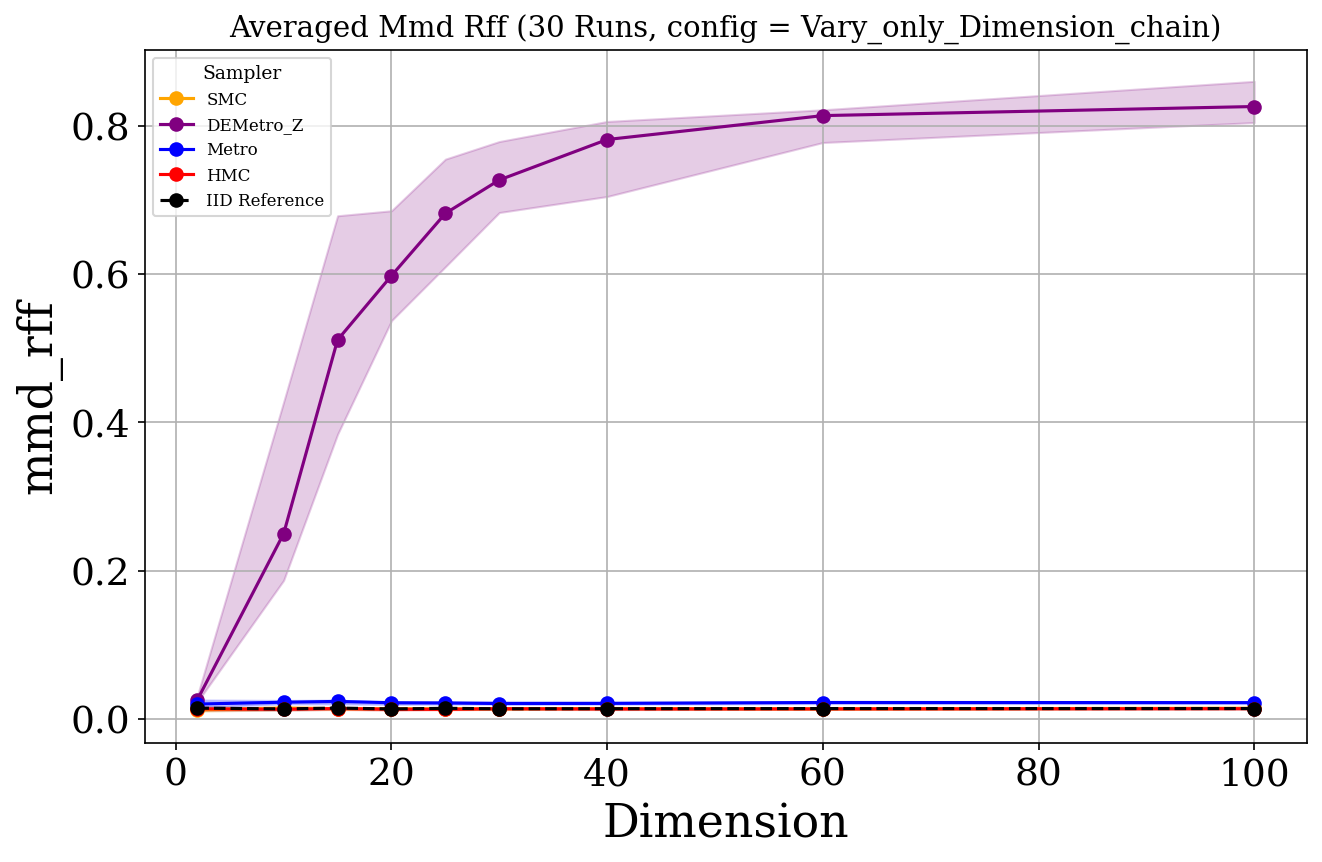 Averaged Mmd Rff (30 Runs, config = Vary_only_Dimension_chain)
Sampler
SMC
DEMetro_Z
Metro
HMC
IID Reference
mmd_rff
0.8
0.6
0.4
0.2
0.0
0 20 40 60 80 100
Dimension